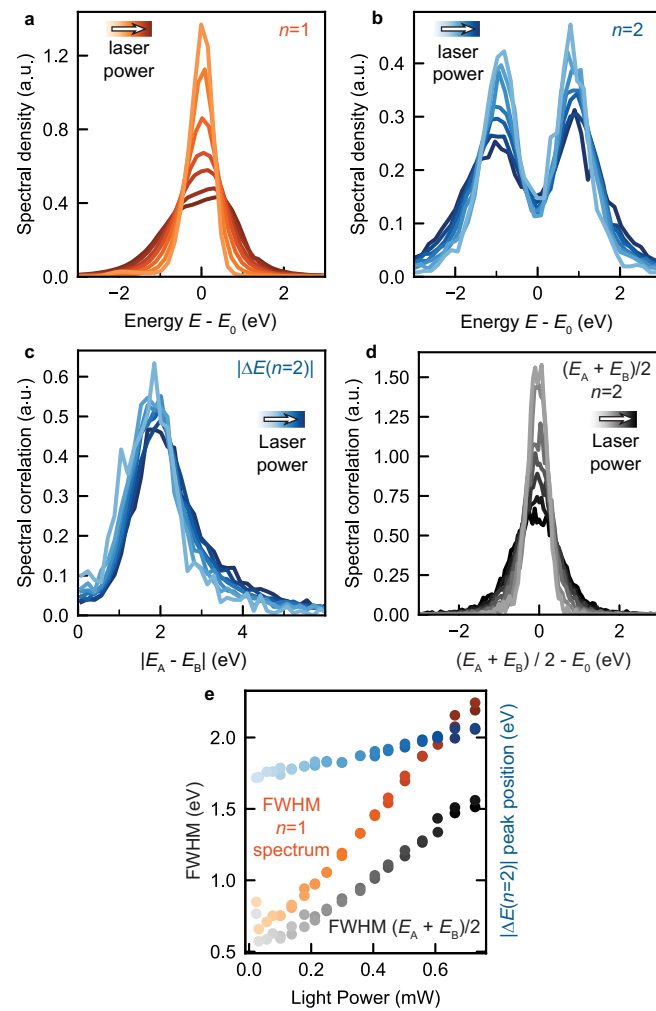 a
n=1
laser
power
Spectral density (a.u.)
1.2
0.8
0.4
0.0
−2
0
2
Energy E - E0 (eV)
b
n=2
laser
power
Spectral density (a.u.)
0.4
0.3
0.2
0.1
0.0
−2
0
2
Energy E - E0 (eV)
c
|ΔE(n=2)|
Laser
power
Spectral correlation (a.u.)
0.6
0.5
0.4
0.3
0.2
0.1
0.0
0
2
4
|EA - EB| (eV)
d
(EA + EB)/2
n=2
Laser
power
Spectral correlation (a.u.)
1.50
1.25
1.00
0.75
0.50
0.25
0.00
−2
0
2
(EA + EB) / 2 - E0 (eV)
e
FWHM (eV)
2.0
1.5
1.0
0.5
FWHM
n=1
spectrum
FWHM (EA + EB)/2
|ΔE(n=2)| peak position (eV)
0.0
0.2
0.4
0.6
Light Power (mW)